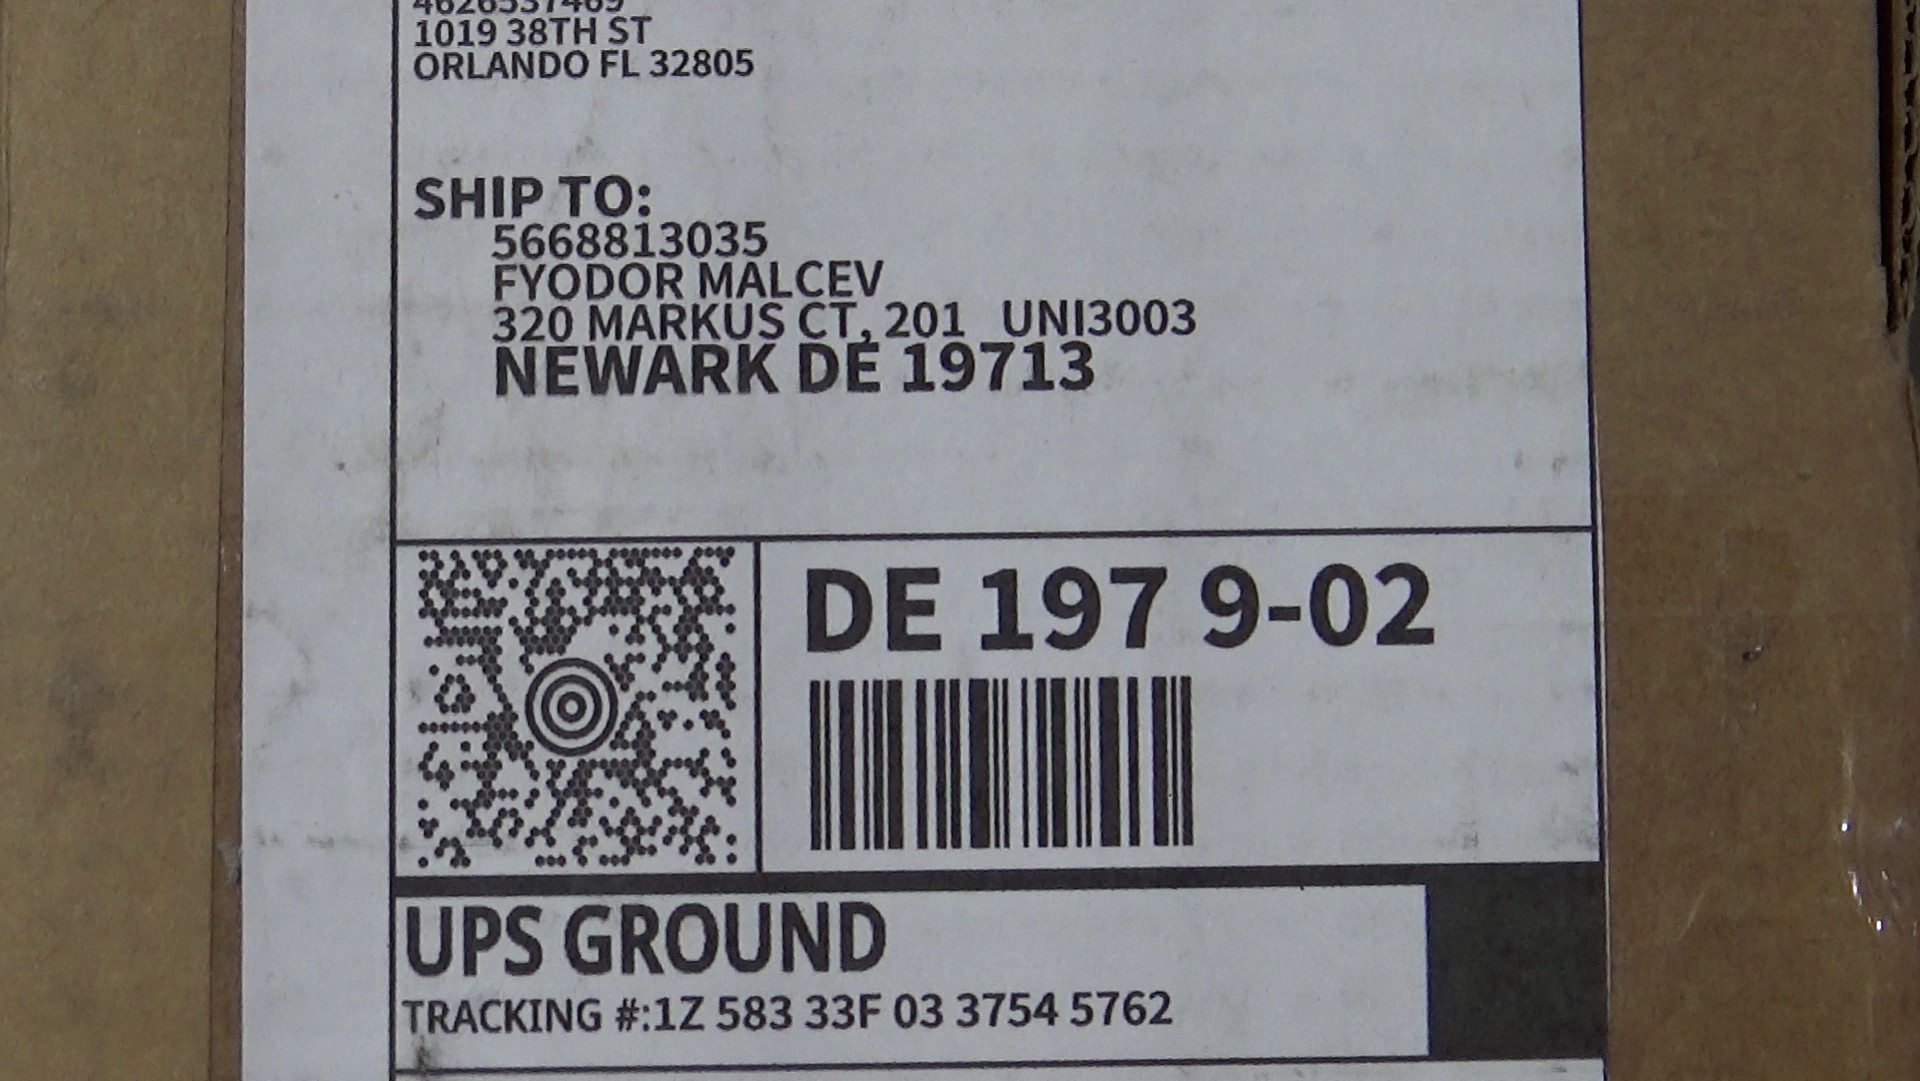 4626537469
1019 38TH ST
ORLANDO FL 32805
SHIP TO:
5668813035
FYODOR MALCEV
320 MARKUS CT, 201 UNI3003
NEWARK DE 19713
DE 197 9-02
UPS GROUND
TRACKING #:1Z 583 33F 03 3754 5762